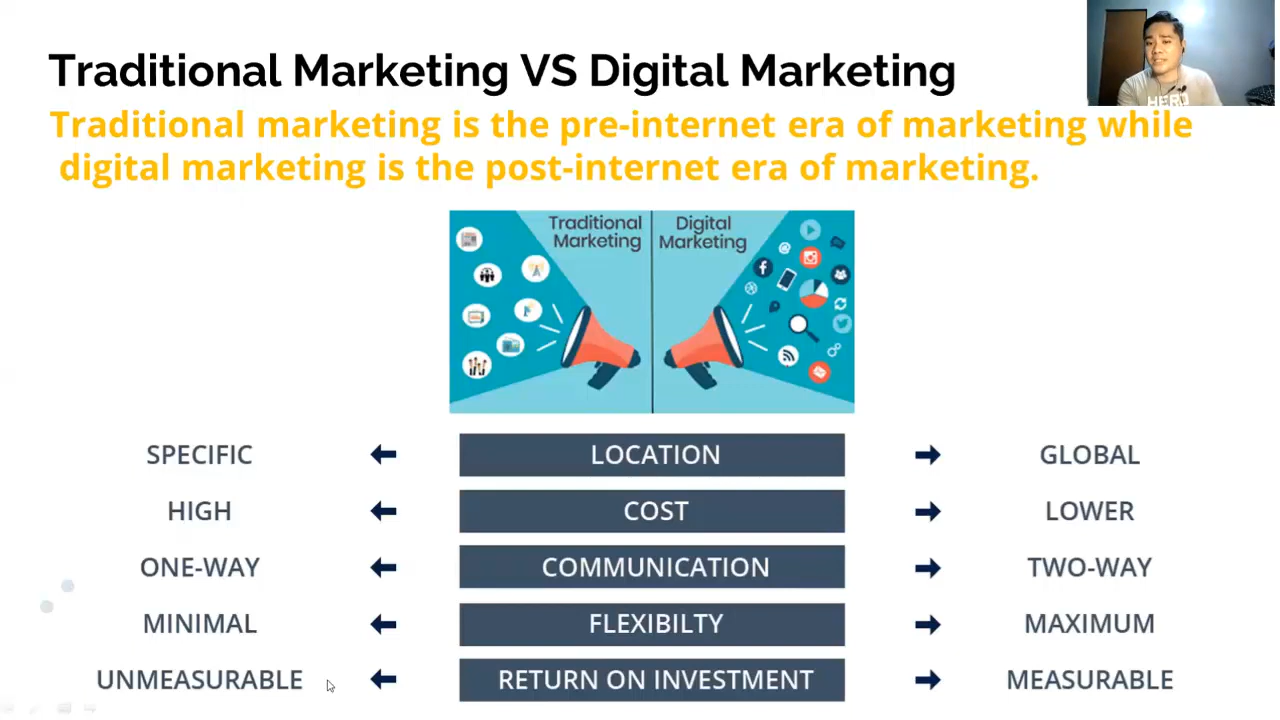 Traditional Marketing VS Digital Marketing
Traditional marketing is the pre-internet era of marketing while
digital marketing is the post-internet era of marketing.
Traditional
Marketing
Digital
Marketing
SPECIFIC LOCATION GLOBAL
HIGH COST LOWER
ONE-WAY COMMUNICATION TWO-WAY
MINIMAL FLEXIBILTY MAXIMUM
UNMEASURABLE RETURN ON INVESTMENT MEASURABLE
HERO